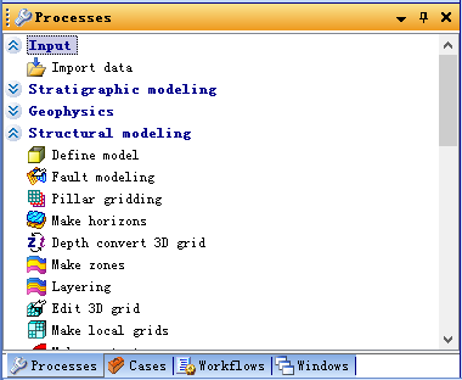 Processes
Input
Import data
Stratigraphic modeling
Geophysics
Structural modeling
Define model
Fault modeling
Pillar gridding
Make horizons
Depth convert 3D grid
Make zones
Layering
Edit 3D grid
Make local grids
Processes Cases Workflows Windows